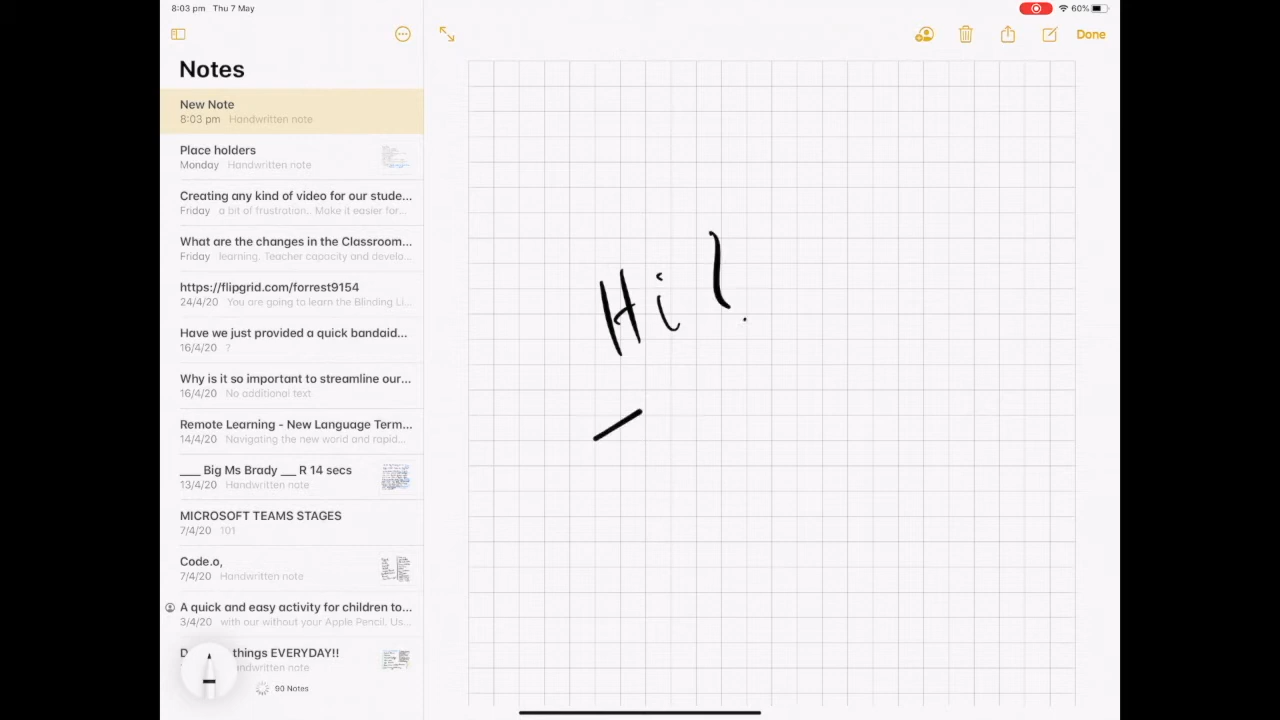 8:03 pm Thu 7 May
60%
Done
Notes
New Note
8:03 pm Handwritten note
Place holders
Monday Handwritten note
Creating any kind of video for our stude...
Friday a bit of frustration.. Make it easier for...
What are the changes in the Classroom...
Friday learning. Teacher capacity and develo...
https://flipgrid.com/forrest9154
24/4/20 You are going to learn the Blinding Li...
Have we just provided a quick bandaid...
16/4/20 ?
Why is it so important to streamline our...
16/4/20 No additional text
Remote Learning - New Language Term...
14/4/20 Navigating the new world and rapid...
____ Big Ms Brady ___ R 14 secs
13/4/20 Handwritten note
MICROSOFT TEAMS STAGES
7/4/20 101
Code.o,
7/4/20 Handwritten note
A quick and easy activity for children to...
3/4/20 with our without your Apple Pencil. Us...
things EVERYDAY!!
andwritten note
90 Notes
Hi!